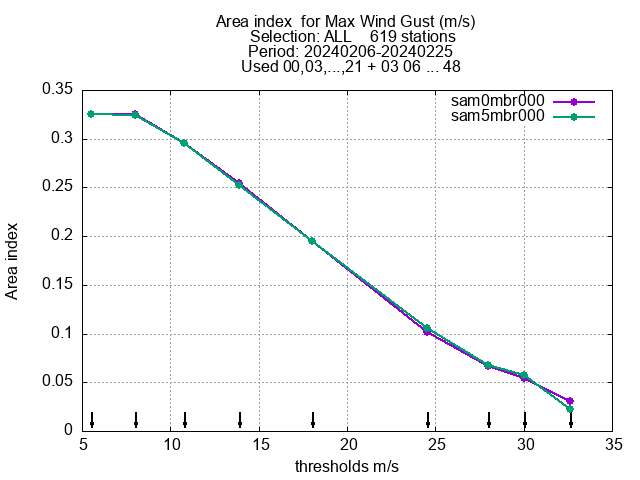 Area index  for Max Wind Gust (m/s)
Selection: ALL    619 stations
Period: 20240206-20240225
Used 00,03,...,21 + 03 06 ... 48
sam0mbr000
sam5mbr000
0.35
0.3
0.25
0.2
0.15
0.1
0.05
0
Area index
5 10 15 20 25 30 35
thresholds m/s